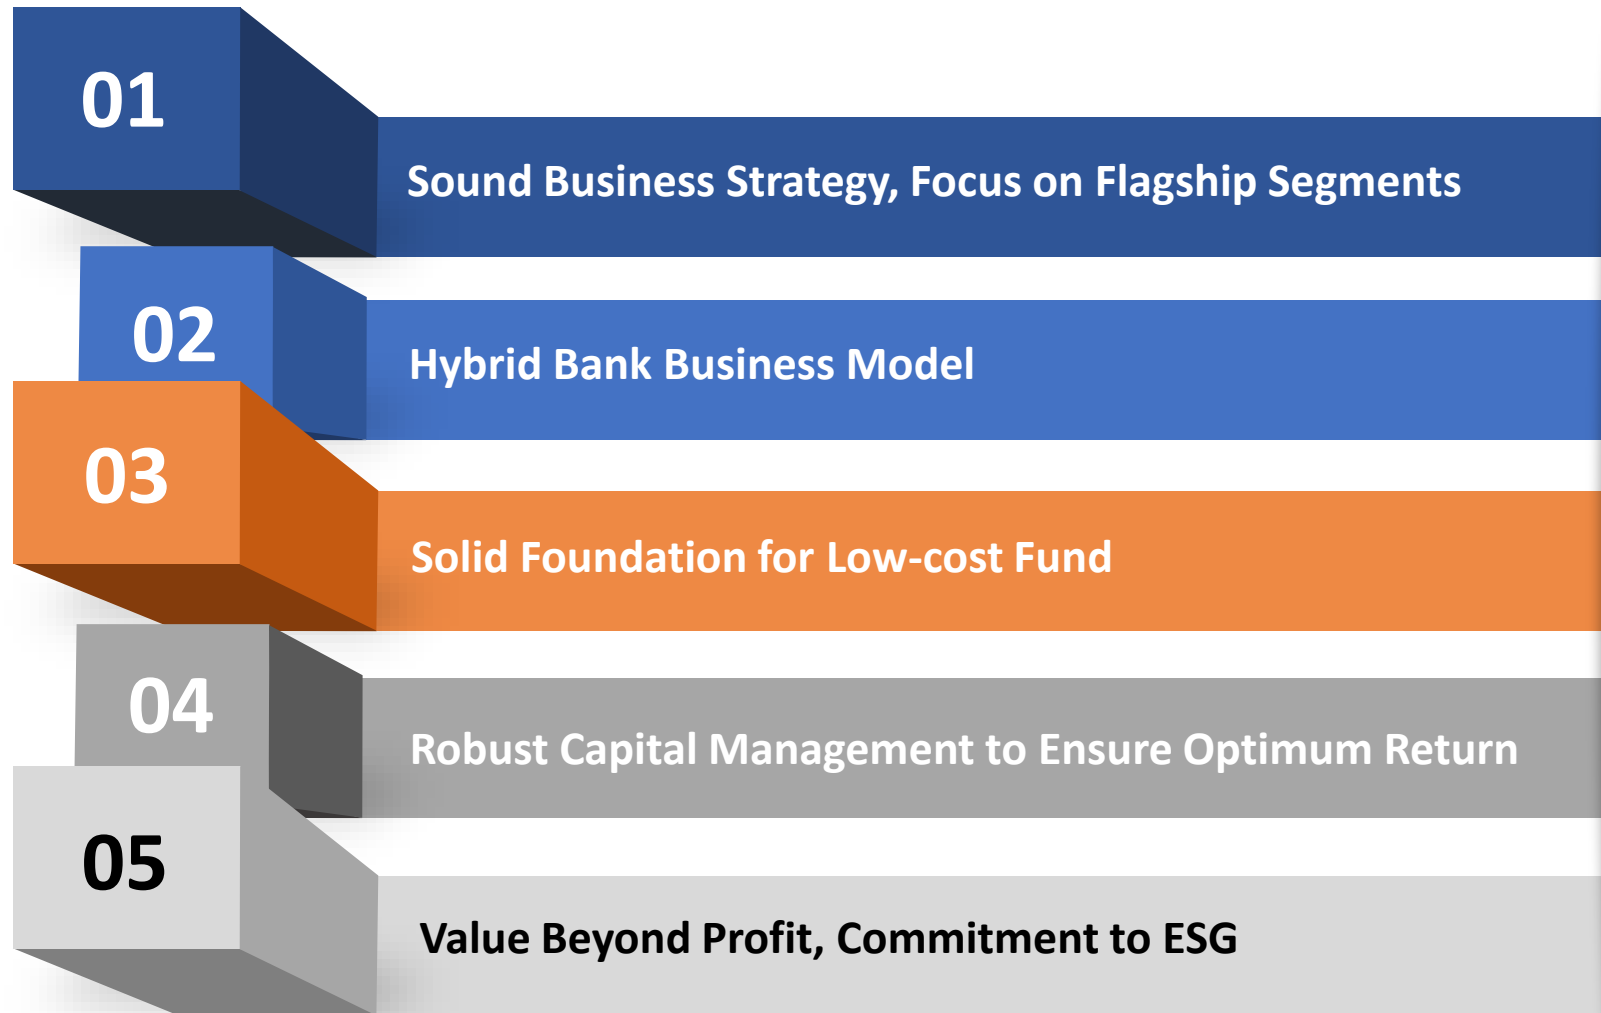 01
Sound Business Strategy, Focus on Flagship Segments
02
Hybrid Bank Business Model
03
Solid Foundation for Low-cost Fund
04
Robust Capital Management to Ensure Optimum Return
05
Value Beyond Profit, Commitment to ESG